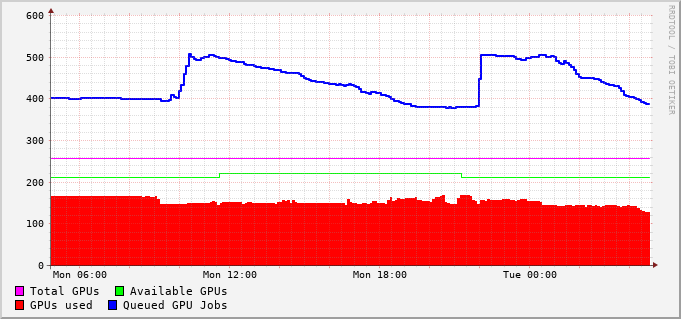 600
500
400
300
200
100
0
Mon 06:00 Mon 12:00 Mon 18:00 Tue 00:00
Total GPUs Available GPUs
GPUs used Queued GPU Jobs
RRDTOOL / TOBI OETIKER